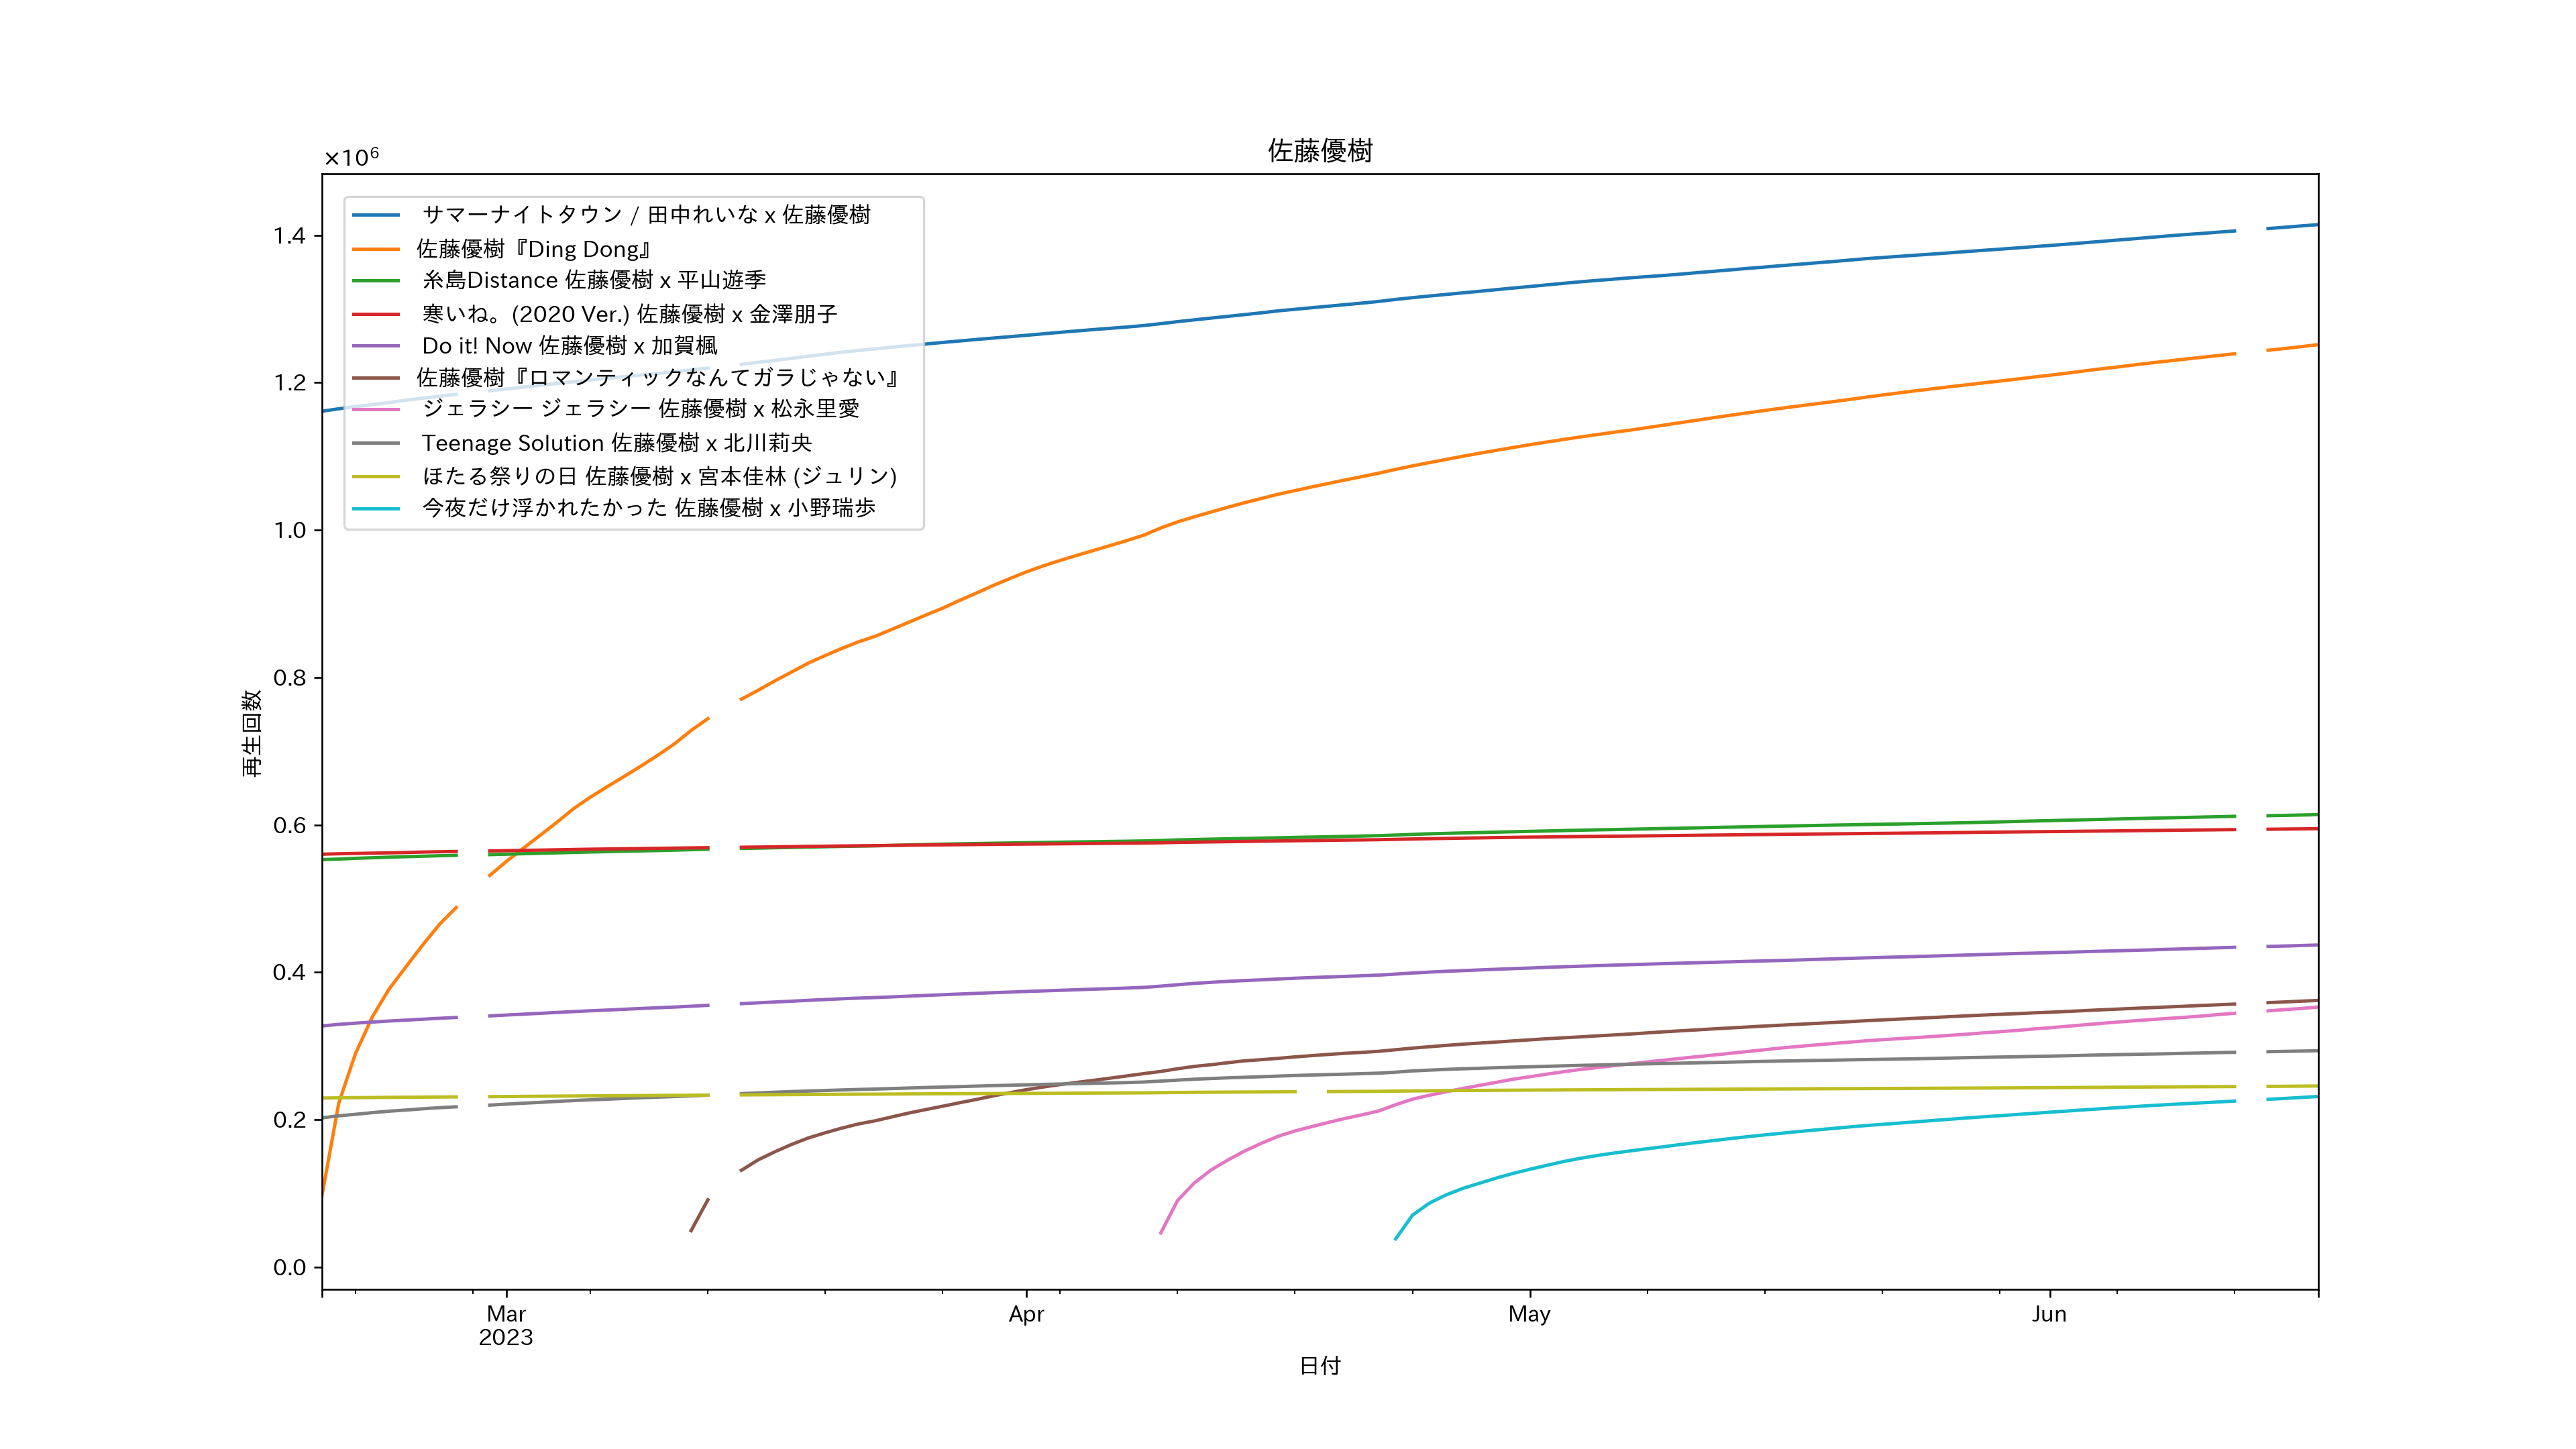 佐藤優樹
×10⁶
1.4
1.2
1.0
0.8
0.6
0.4
0.2
0.0
再生回数
サマーナイトタウン / 田中れいな x 佐藤優樹
佐藤優樹『Ding Dong』
糸島Distance 佐藤優樹 x 平山遊季
寒いね。(2020 Ver.) 佐藤優樹 x 金澤朋子
Do it! Now 佐藤優樹 x 加賀楓
佐藤優樹『ロマンティックなんてガラじゃない』
ジェラシー ジェラシー 佐藤優樹 x 松永里愛
Teenage Solution 佐藤優樹 x 北川莉央
ほたる祭りの日 佐藤優樹 x 宮本佳林 (ジュリン)
今夜だけ浮かれたかった 佐藤優樹 x 小野瑞歩
Mar
2023
Apr
May
Jun
日付